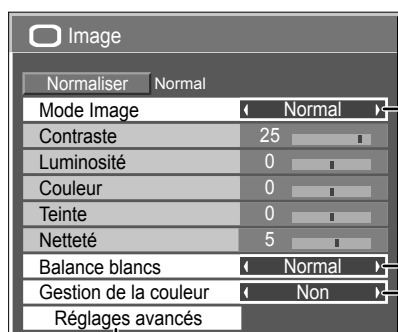 Image
Normaliser Normal
Mode Image Normal
Contraste 25
Luminosité 0
Couleur 0
Teinte 0
Netteté 5
Balance blancs Normal
Gestion de la couleur Non
Réglages avancés